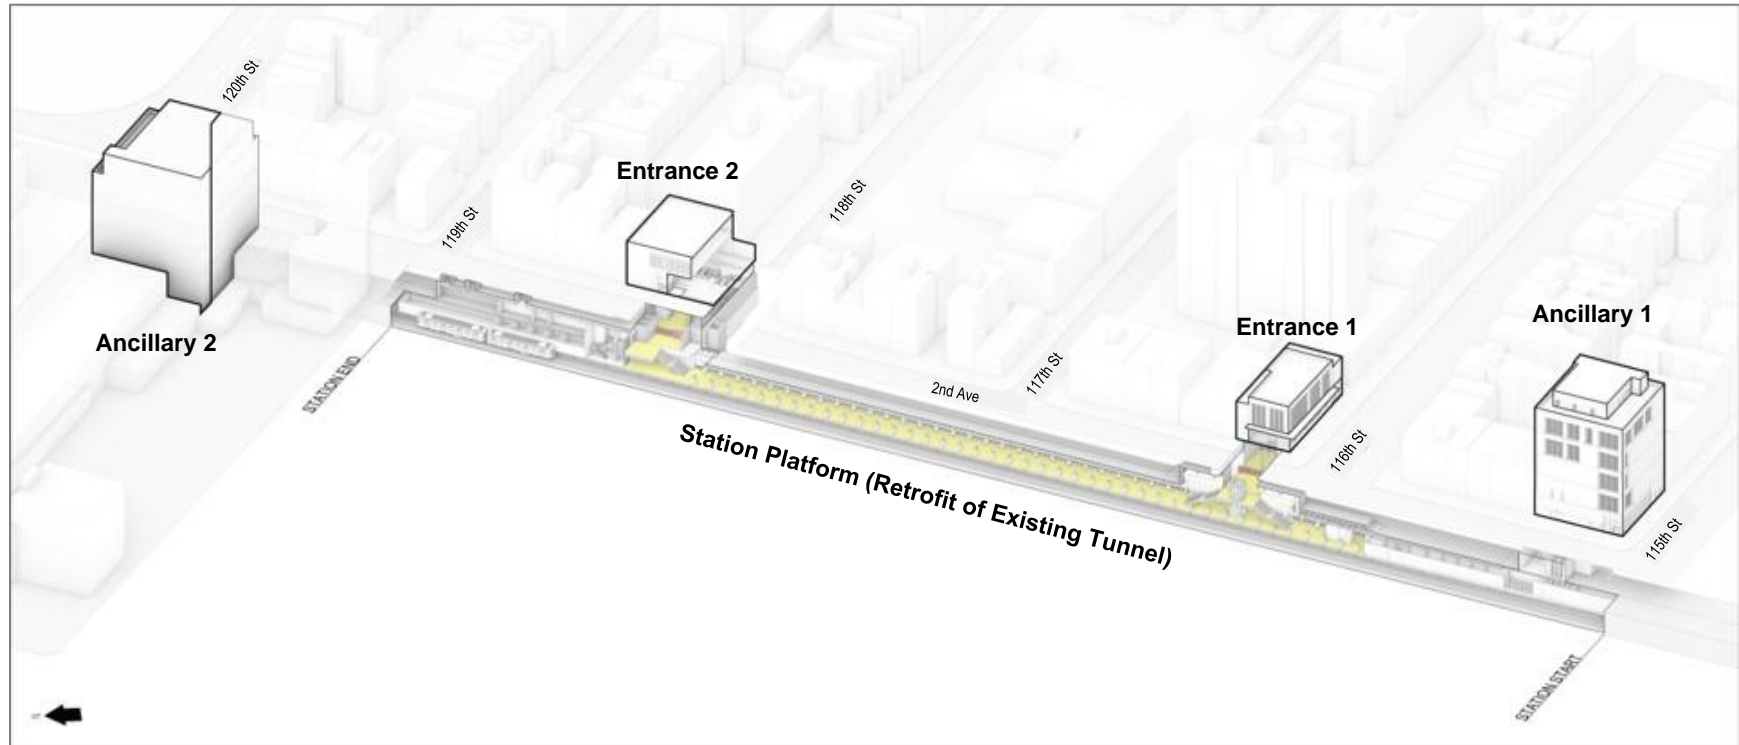 120th St
Entrance 2
118th St
119th St
Ancillary 1
Entrance 1
Ancillary 2
117th St
2nd Ave
STATION END
116th St
Station Platform (Retrofit of Existing Tunnel)
115th St
STATION START
N